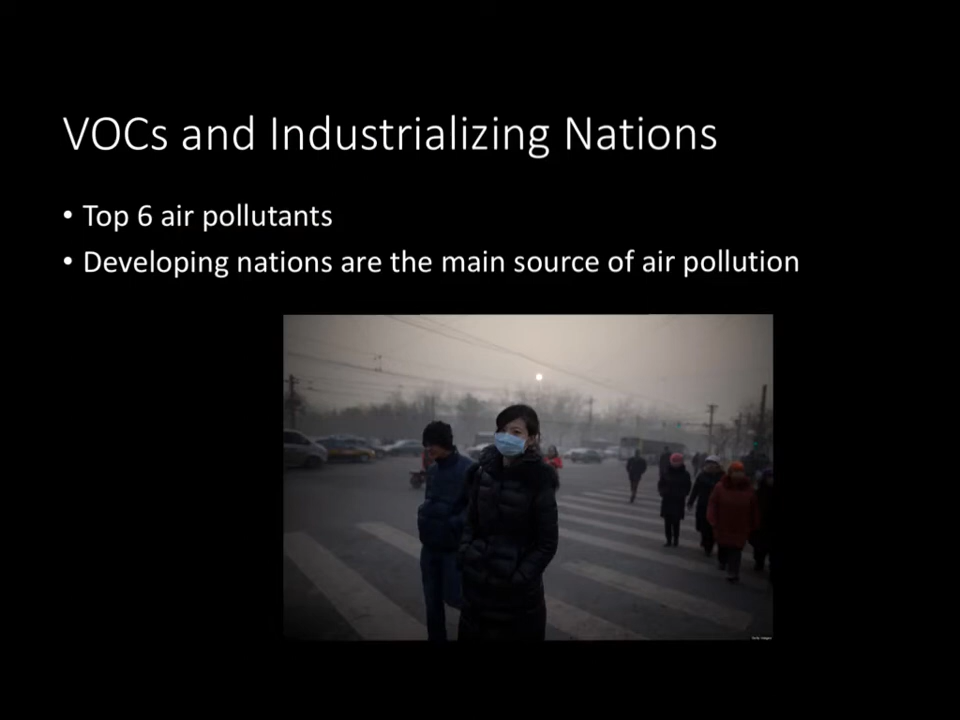 VOCs and Industrializing Nations
• Top 6 air pollutants
• Developing nations are the main source of air pollution